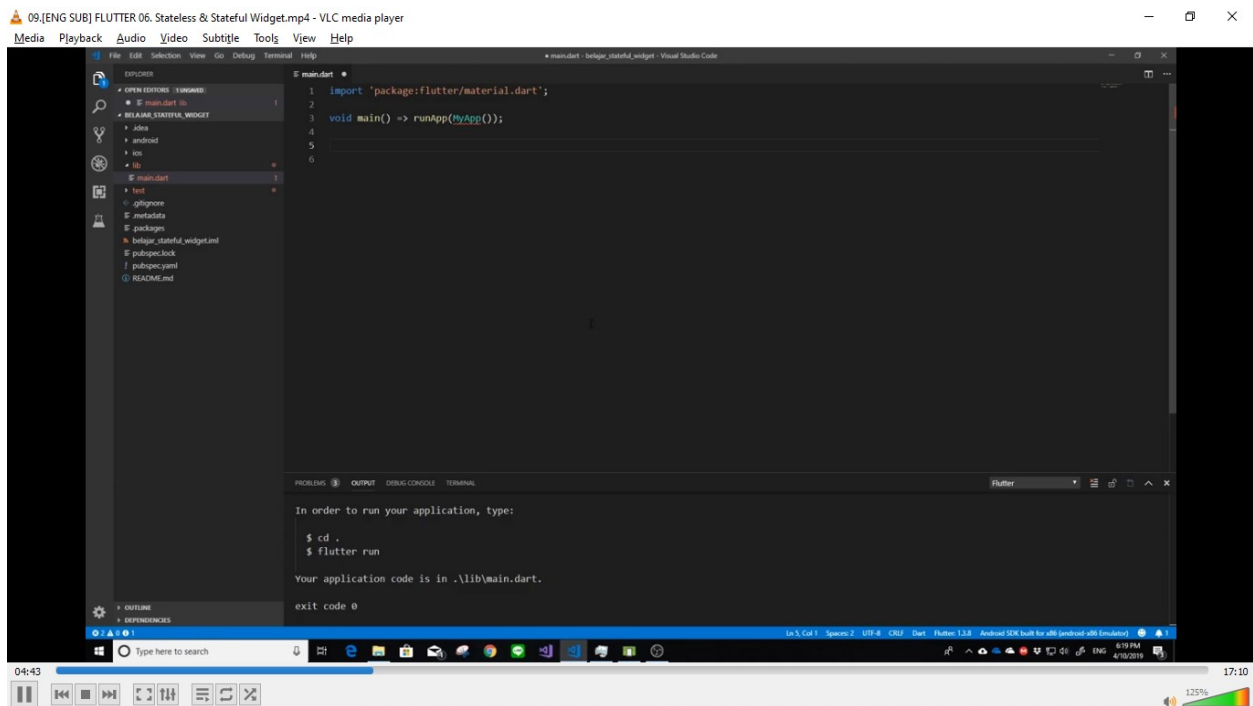 09.[ENG SUB] FLUTTER 06. Stateless & Stateful Widget.mp4 - VLC media player
Media Playback Audio Video Subtitle Tools View Help
File Edit Selection View Go Debug Terminal Help
● main.dart - belajar_stateful_widget - Visual Studio Code
EXPLORER
OPEN EDITORS 1 UNSAVED
main.dart lib 1
BELAJAR_STATEFUL_WIDGET
.idea
android
ios
lib
main.dart 1
test
.gitignore
.metadata
.packages
belajar_stateful_widget.iml
pubspec.lock
pubspec.yaml
README.md
OUTLINE
DEPENDENCIES
main.dart
1 import 'package:flutter/material.dart';
2
3 void main() => runApp(MyApp());
4
5
6
PROBLEMS 3 OUTPUT DEBUG CONSOLE TERMINAL
Flutter
In order to run your application, type:
$ cd .
$ flutter run
Your application code is in .\lib\main.dart.
exit code 0
2 0 1
Ln 5, Col 1 Spaces: 2 UTF-8 CRLF Dart Flutter: 1.3.8 Android SDK built for x86 (android-x86 Emulator) 1
Type here to search
ENG
6:19 PM
4/10/2019
04:43
17:10
125%